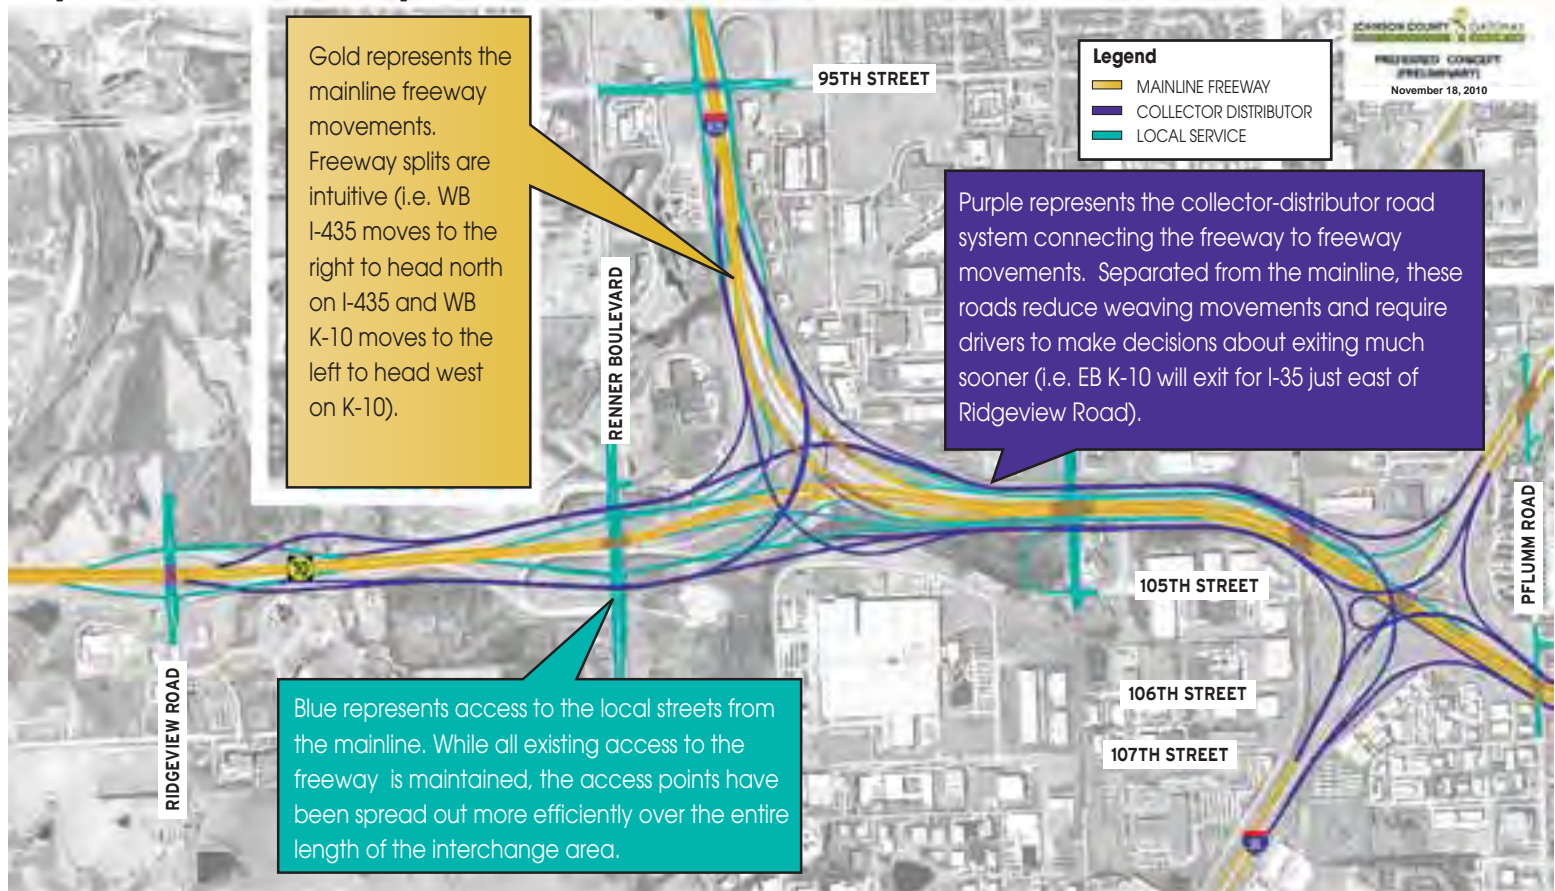 Gold represents the
mainline freeway
movements.
Freeway splits are
intuitive (i.e. WB
I-435 moves to the
right to head north
on I-435 and WB
K-10 moves to the
left to head west
on K-10).
95TH STREET
Legend
MAINLINE FREEWAY
COLLECTOR DISTRIBUTOR
LOCAL SERVICE
JOHNSON COUNTY GATEWAY
PREFERRED CONCEPT
(PRELIMINARY)
November 18, 2010
Purple represents the collector-distributor road
system connecting the freeway to freeway
movements. Separated from the mainline, these
roads reduce weaving movements and require
drivers to make decisions about exiting much
sooner (i.e. EB K-10 will exit for I-35 just east of
Ridgeview Road).
RENNER BOULEVARD
PFLUMM ROAD
105TH STREET
106TH STREET
107TH STREET
RIDGEVIEW ROAD
Blue represents access to the local streets from
the mainline. While all existing access to the
freeway is maintained, the access points have
been spread out more efficiently over the entire
length of the interchange area.